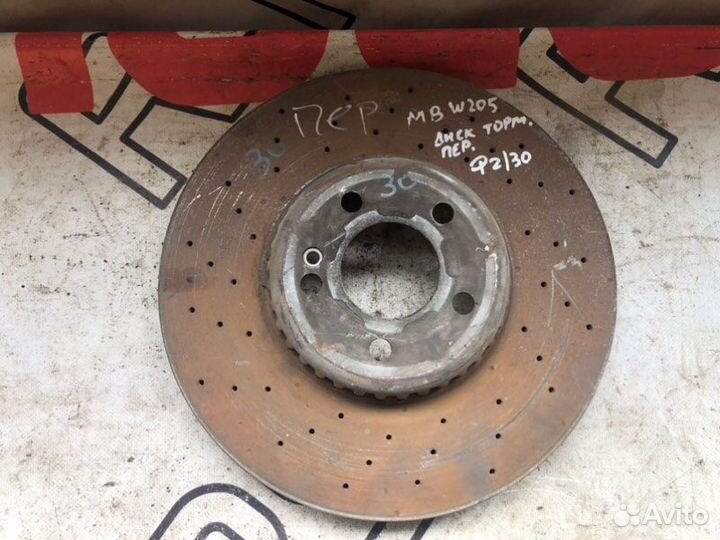 ПЕР
30
30
MB W205
ДИСК ТОРМ.
ПЕР.
Ф2/30
Avito